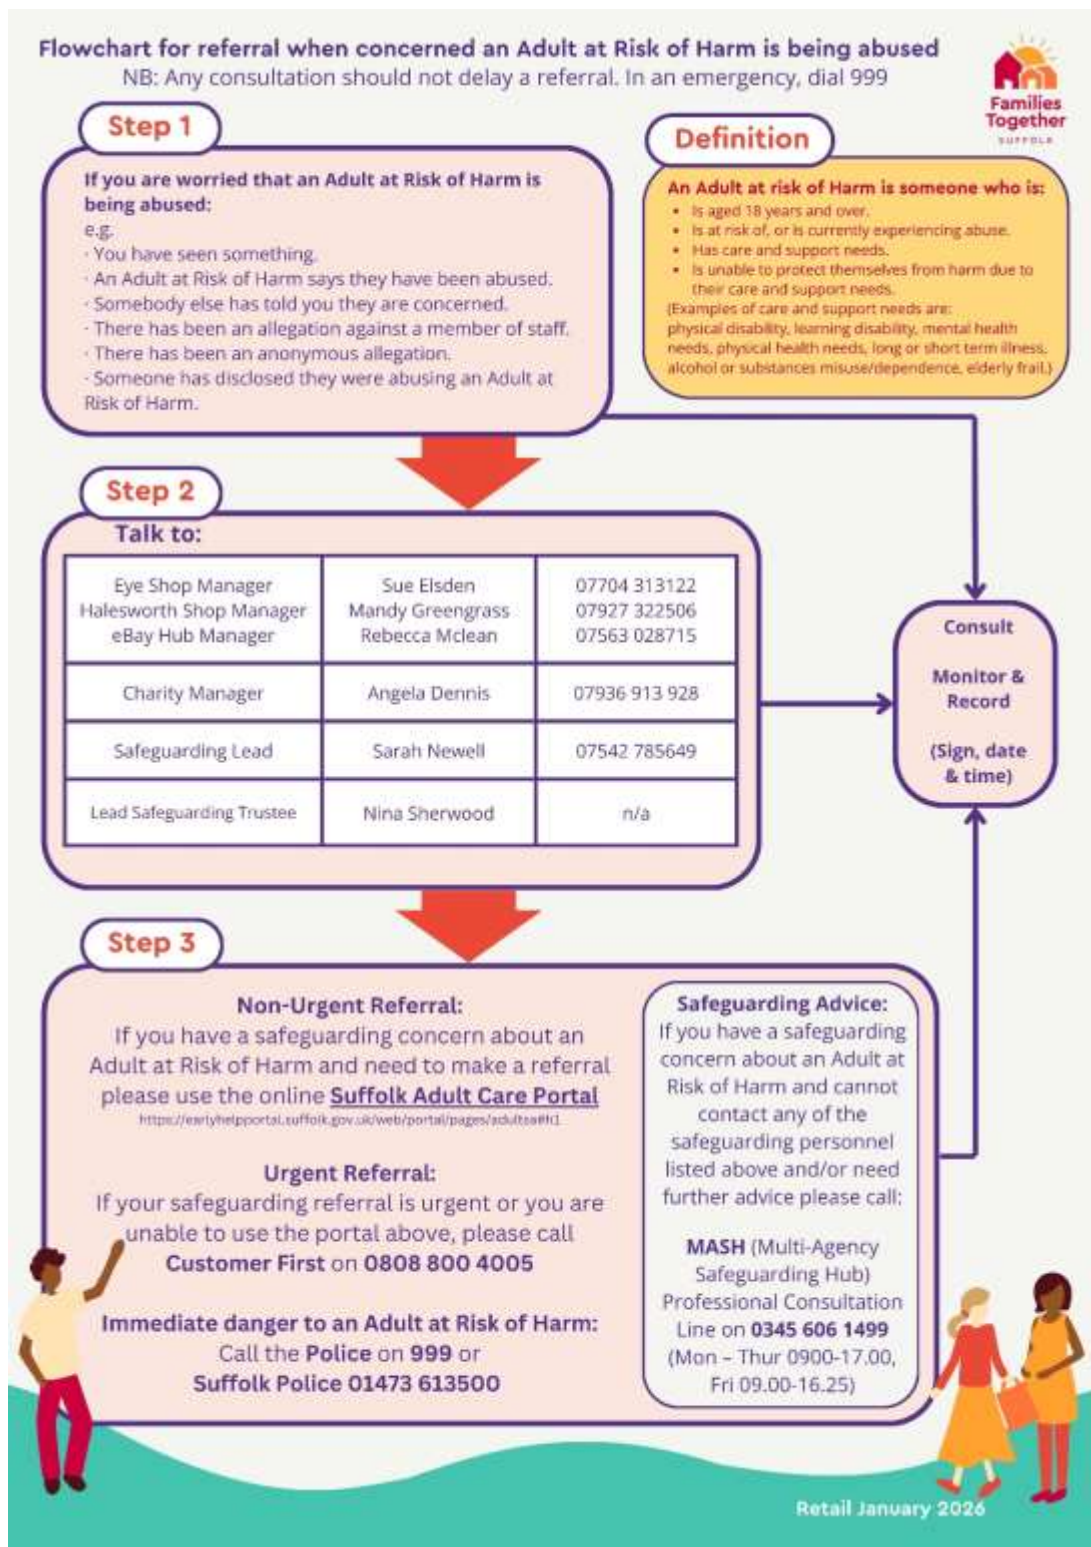 Flowchart for referral when concerned an Adult at Risk of Harm is being abused
NB: Any consultation should not delay a referral. In an emergency, dial 999
Families
Together
SUFFOLK
Step 1
If you are worried that an Adult at Risk of Harm is
being abused:
e.g.
· You have seen something.
· An Adult at Risk of Harm says they have been abused.
· Somebody else has told you they are concerned.
· There has been an allegation against a member of staff.
· There has been an anonymous allegation.
· Someone has disclosed they were abusing an Adult at
Risk of Harm.
Definition
An Adult at risk of Harm is someone who is:
• Is aged 18 years and over.
• Is at risk of, or is currently experiencing abuse.
• Has care and support needs.
• Is unable to protect themselves from harm due to
their care and support needs.
(Examples of care and support needs are:
physical disability, learning disability, mental health
needs, physical health needs, long or short term illness,
alcohol or substances misuse/dependence, elderly frail.)
Step 2
Talk to:
Eye Shop Manager Sue Elsden 07704 313122
Halesworth Shop Manager Mandy Greengrass 07927 322506
eBay Hub Manager Rebecca Mclean 07563 028715
Charity Manager Angela Dennis 07936 913 928
Safeguarding Lead Sarah Newell 07542 785649
Lead Safeguarding Trustee Nina Sherwood n/a
Consult
Monitor &
Record
(Sign, date
& time)
Step 3
Non-Urgent Referral:
If you have a safeguarding concern about an
Adult at Risk of Harm and need to make a referral
please use the online Suffolk Adult Care Portal
https://earlyhelpportal.suffolk.gov.uk/web/portal/pages/adultsa#h1
Urgent Referral:
If your safeguarding referral is urgent or you are
unable to use the portal above, please call
Customer First on 0808 800 4005
Immediate danger to an Adult at Risk of Harm:
Call the Police on 999 or
Suffolk Police 01473 613500
Safeguarding Advice:
If you have a safeguarding
concern about an Adult at
Risk of Harm and cannot
contact any of the
safeguarding personnel
listed above and/or need
further advice please call:
MASH (Multi-Agency
Safeguarding Hub)
Professional Consultation
Line on 0345 606 1499
(Mon – Thur 0900-17.00,
Fri 09.00-16.25)
Retail January 2026